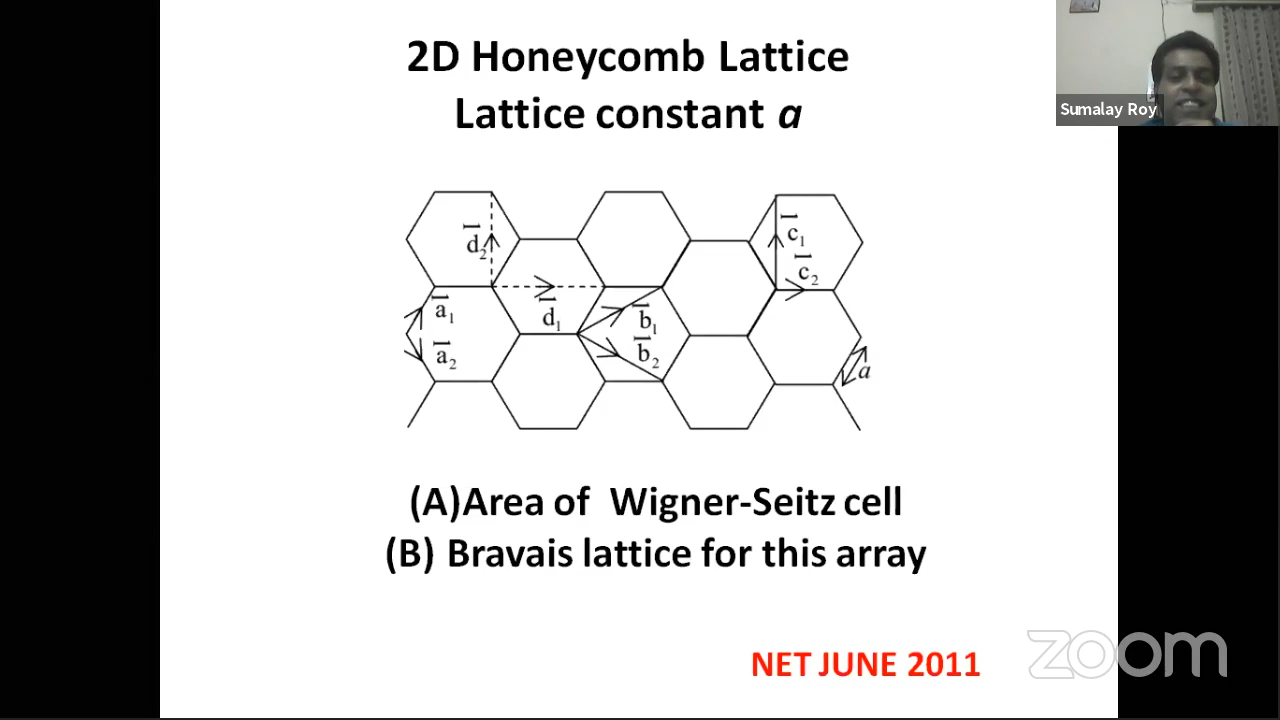 2D Honeycomb Lattice
Lattice constant a
Sumalay Roy
d₂
c₁
c₂
a₁
d₁
b₁
a₂
b₂
a
(A)Area of Wigner-Seitz cell
(B) Bravais lattice for this array
NET JUNE 2011
zoom